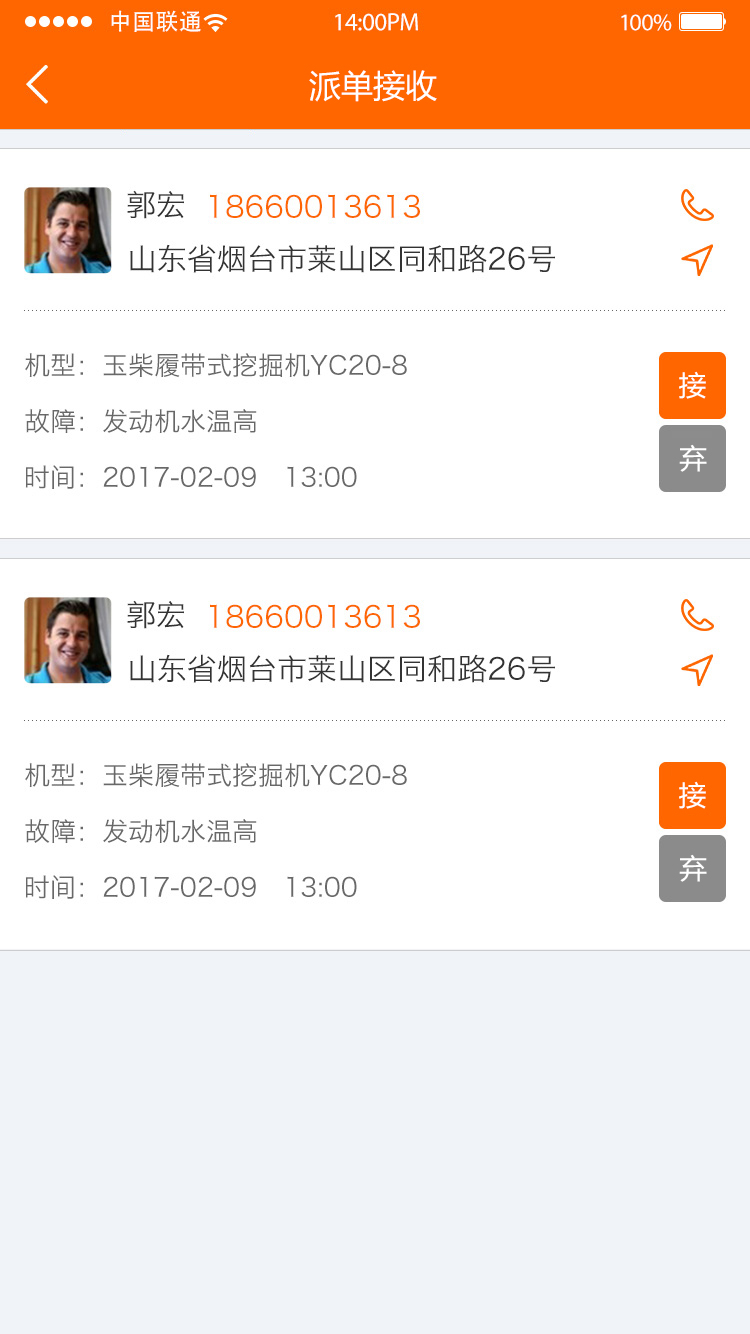 中国联通 14:00PM 100%
派单接收
郭宏 18660013613
山东省烟台市莱山区同和路26号
机型：玉柴履带式挖掘机YC20-8
接
故障：发动机水温高
弃
时间：2017-02-09 13:00
郭宏 18660013613
山东省烟台市莱山区同和路26号
机型：玉柴履带式挖掘机YC20-8
接
故障：发动机水温高
弃
时间：2017-02-09 13:00